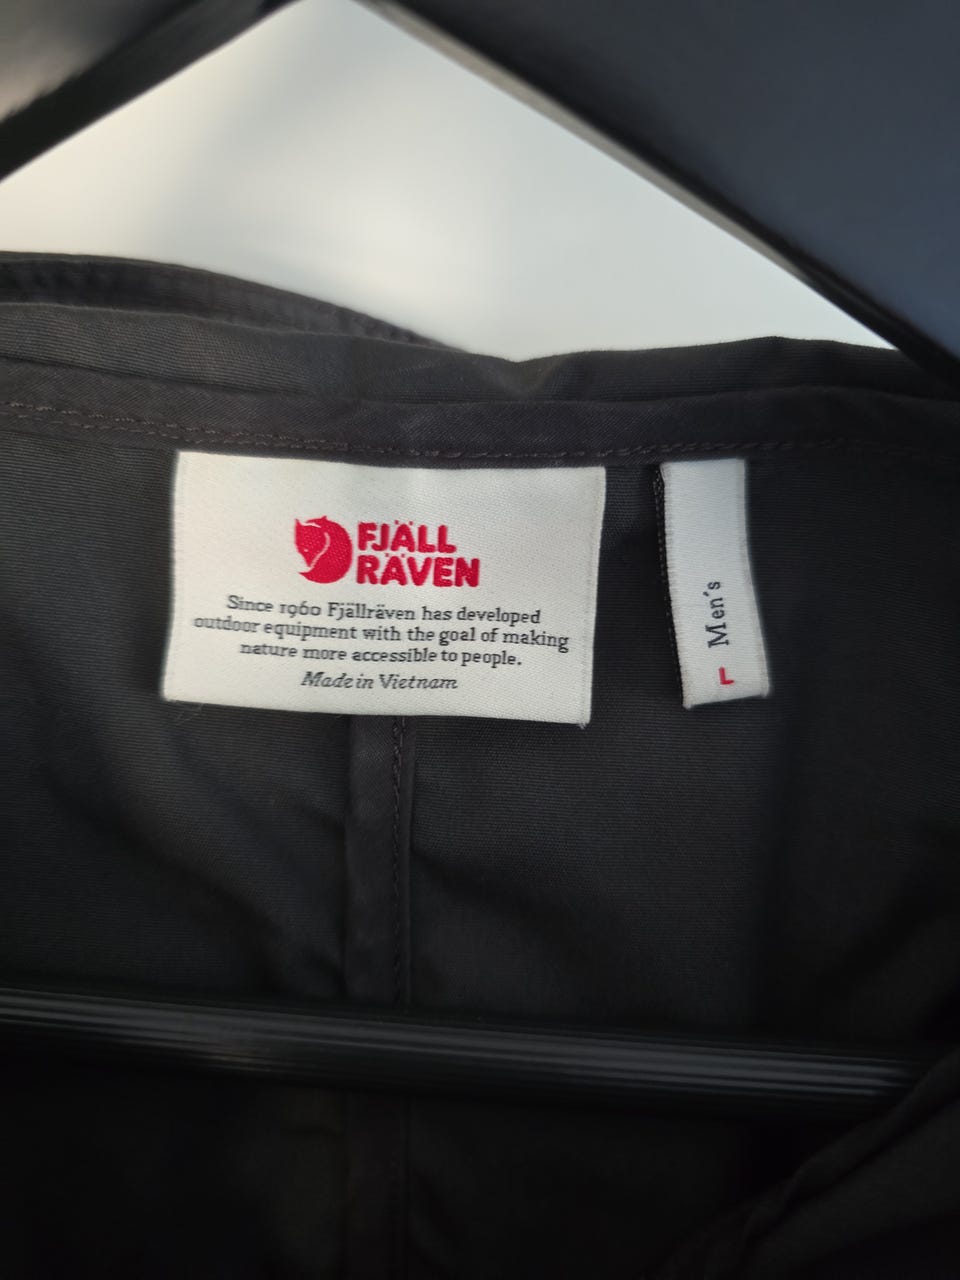 FJÄLL
RÄVEN
Since 1960 Fjällräven has developed
outdoor equipment with the goal of making
nature more accessible to people.
Made in Vietnam
Men's
L